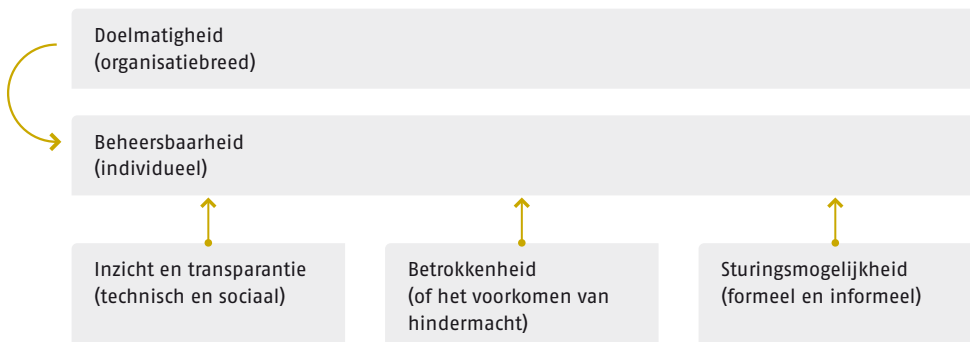 Doelmatigheid
(organisatiebreed)
Beheersbaarheid
(individueel)
Inzicht en transparantie
(technisch en sociaal)
Betrokkenheid
(of het voorkomen van
hindermacht)
Sturingsmogelijkheid
(formeel en informeel)